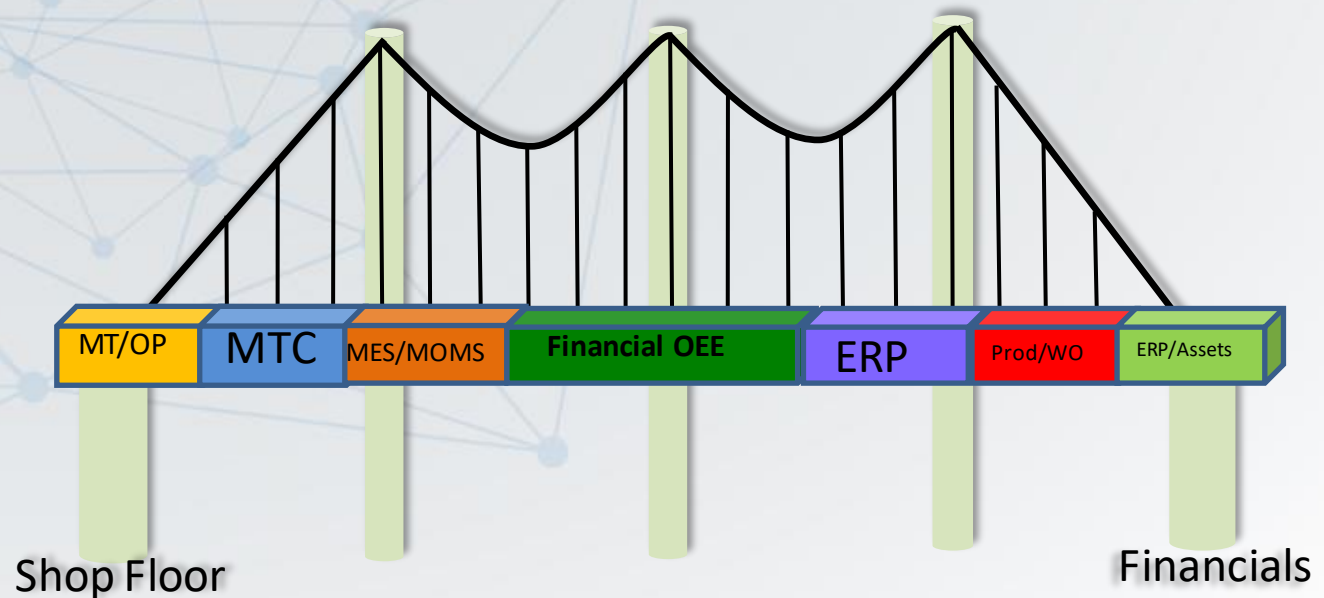 MT/OP
MTC
MES/MOMS
Financial OEE
ERP
Prod/WO
ERP/Assets
Shop Floor
Financials